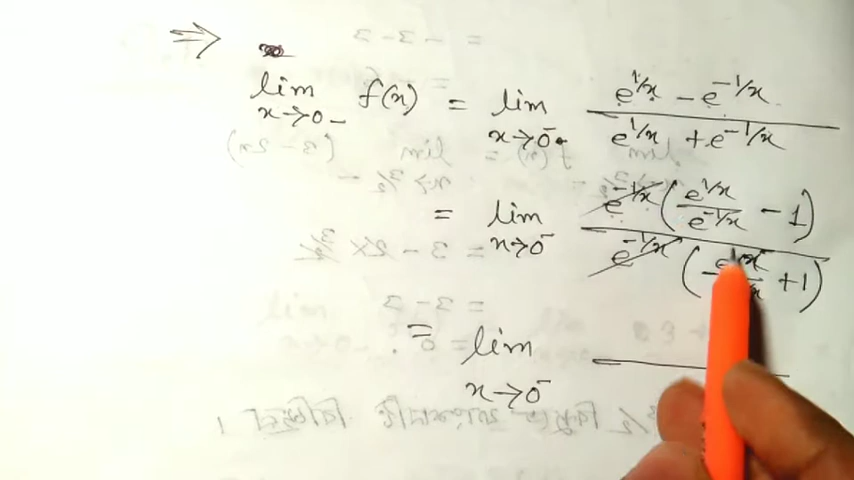 ⇒ lim x→0- f(x) = lim x→0- (e^1/x - e^-1/x) / (e^1/x + e^-1/x)
= lim x→0- e^-1/x (e^1/x / e^-1/x - 1) / e^-1/x ( + 1)
= lim x→0-